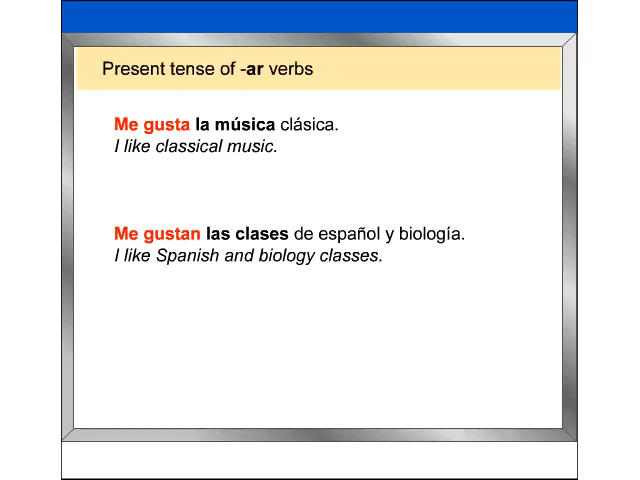 Present tense of -ar verbs
Me gusta la música clásica.
I like classical music.
Me gustan las clases de español y biología.
I like Spanish and biology classes.